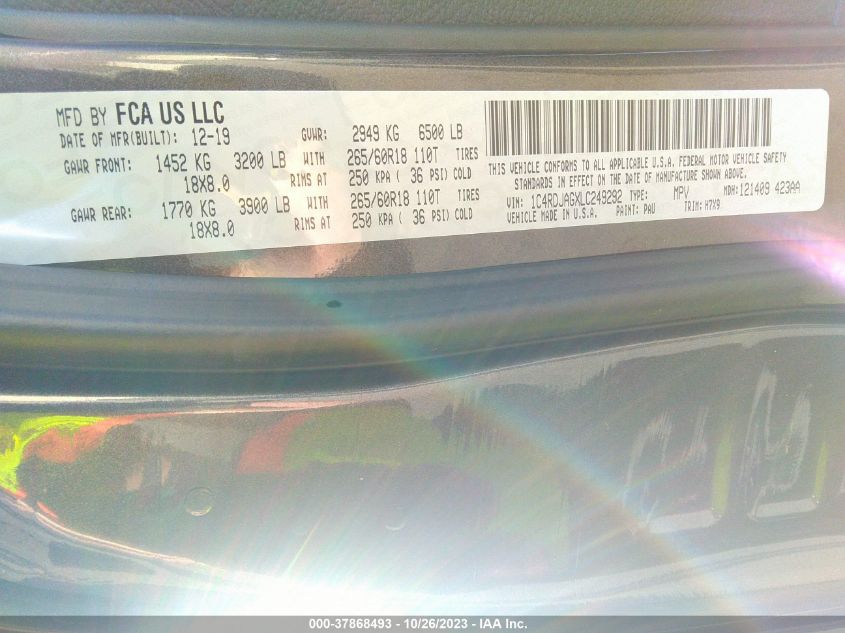 MFD BY FCA US LLC
DATE OF MFR(BUILT): 12-19 GVWR: 2949 KG 6500 LB
GAWR FRONT: 1452 KG 3200 LB WITH 265/60R18 110T TIRES
18X8.0 RIMS AT 250 KPA ( 36 PSI) COLD
GAWR REAR: 1770 KG 3900 LB WITH 265/60R18 110T TIRES
18X8.0 RIMS AT 250 KPA ( 36 PSI) COLD
THIS VEHICLE CONFORMS TO ALL APPLICABLE U.S.A. FEDERAL MOTOR VEHICLE SAFETY
STANDARDS IN EFFECT ON THE DATE OF MANUFACTURE SHOWN ABOVE.
VIN: 1C4RDJAGXLC249292 TYPE: MPV MDH: 121409 423AA
MADE IN U.S.A. PAINT: PAU TRIM: H7X9
000-37868493 - 10/26/2023 - IAA Inc.